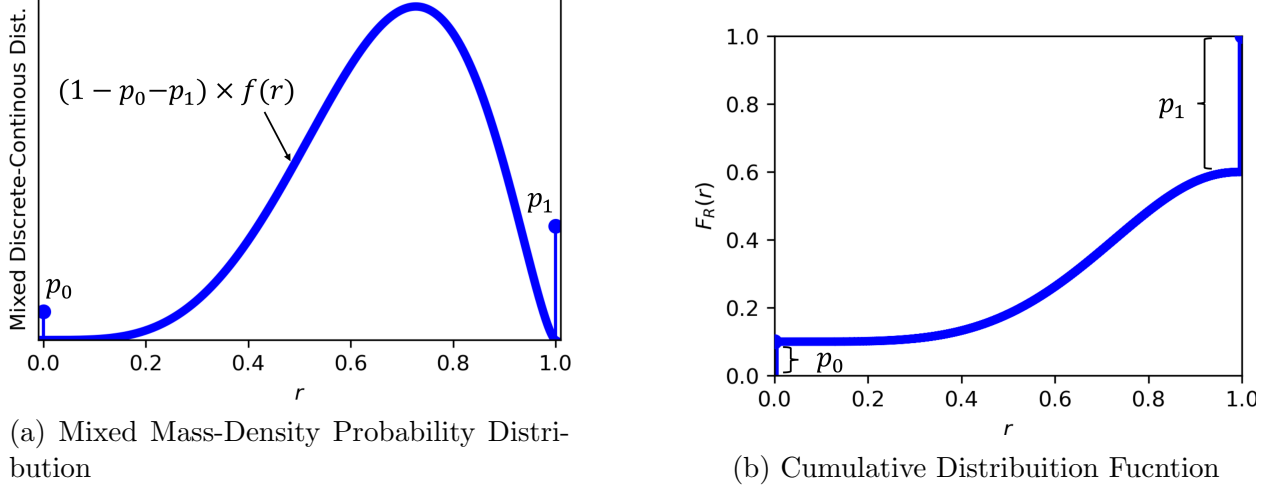 Mixed Discrete-Continous Dist.
(1 − p₀−p₁) × f(r)
p₀
p₁
0.0 0.2 0.4 0.6 0.8 1.0
r
(a) Mixed Mass-Density Probability Distri-
bution
F_R(r)
1.0
0.8
0.6
0.4
0.2
0.0
p₁
p₀
0.0 0.2 0.4 0.6 0.8 1.0
r
(b) Cumulative Distribuition Fucntion